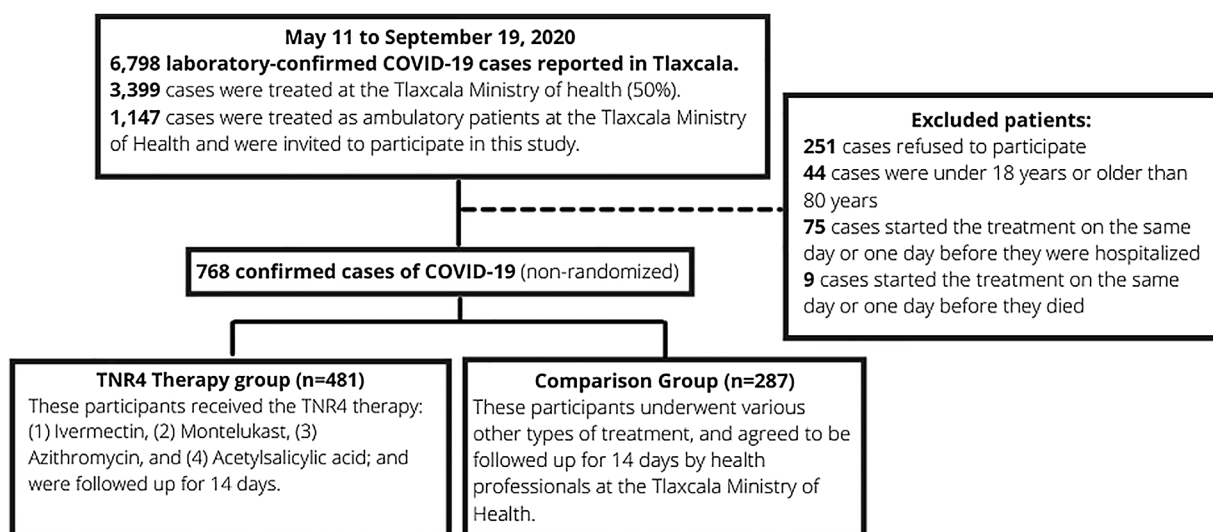 May 11 to September 19, 2020
6,798 laboratory-confirmed COVID-19 cases reported in Tlaxcala.
3,399 cases were treated at the Tlaxcala Ministry of health (50%).
1,147 cases were treated as ambulatory patients at the Tlaxcala Ministry
of Health and were invited to participate in this study.
Excluded patients:
251 cases refused to participate
44 cases were under 18 years or older than
80 years
75 cases started the treatment on the same
day or one day before they were hospitalized
9 cases started the treatment on the same
day or one day before they died
768 confirmed cases of COVID-19 (non-randomized)
TNR4 Therapy group (n=481)
These participants received the TNR4 therapy:
(1) Ivermectin, (2) Montelukast, (3)
Azithromycin, and (4) Acetylsalicylic acid; and
were followed up for 14 days.
Comparison Group (n=287)
These participants underwent various
other types of treatment, and agreed to be
followed up for 14 days by health
professionals at the Tlaxcala Ministry of
Health.